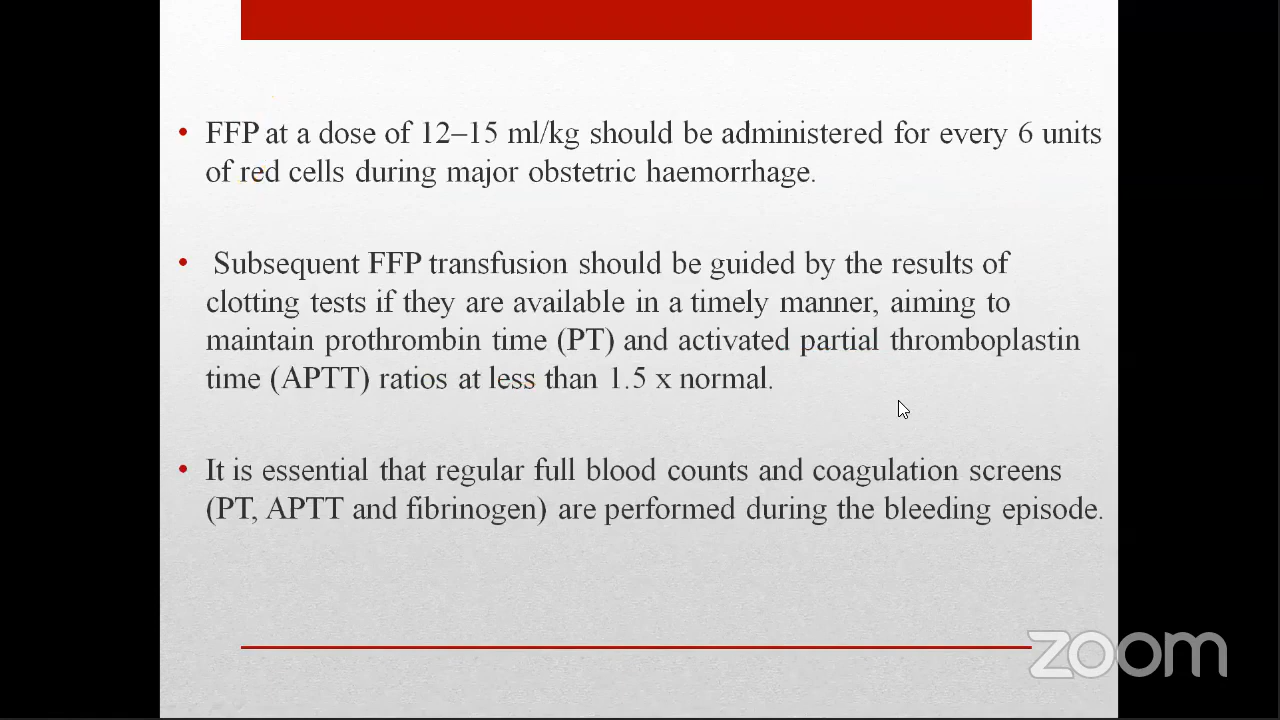 • FFP at a dose of 12–15 ml/kg should be administered for every 6 units
of red cells during major obstetric haemorrhage.
• Subsequent FFP transfusion should be guided by the results of
clotting tests if they are available in a timely manner, aiming to
maintain prothrombin time (PT) and activated partial thromboplastin
time (APTT) ratios at less than 1.5 x normal.
• It is essential that regular full blood counts and coagulation screens
(PT, APTT and fibrinogen) are performed during the bleeding episode.
zoom